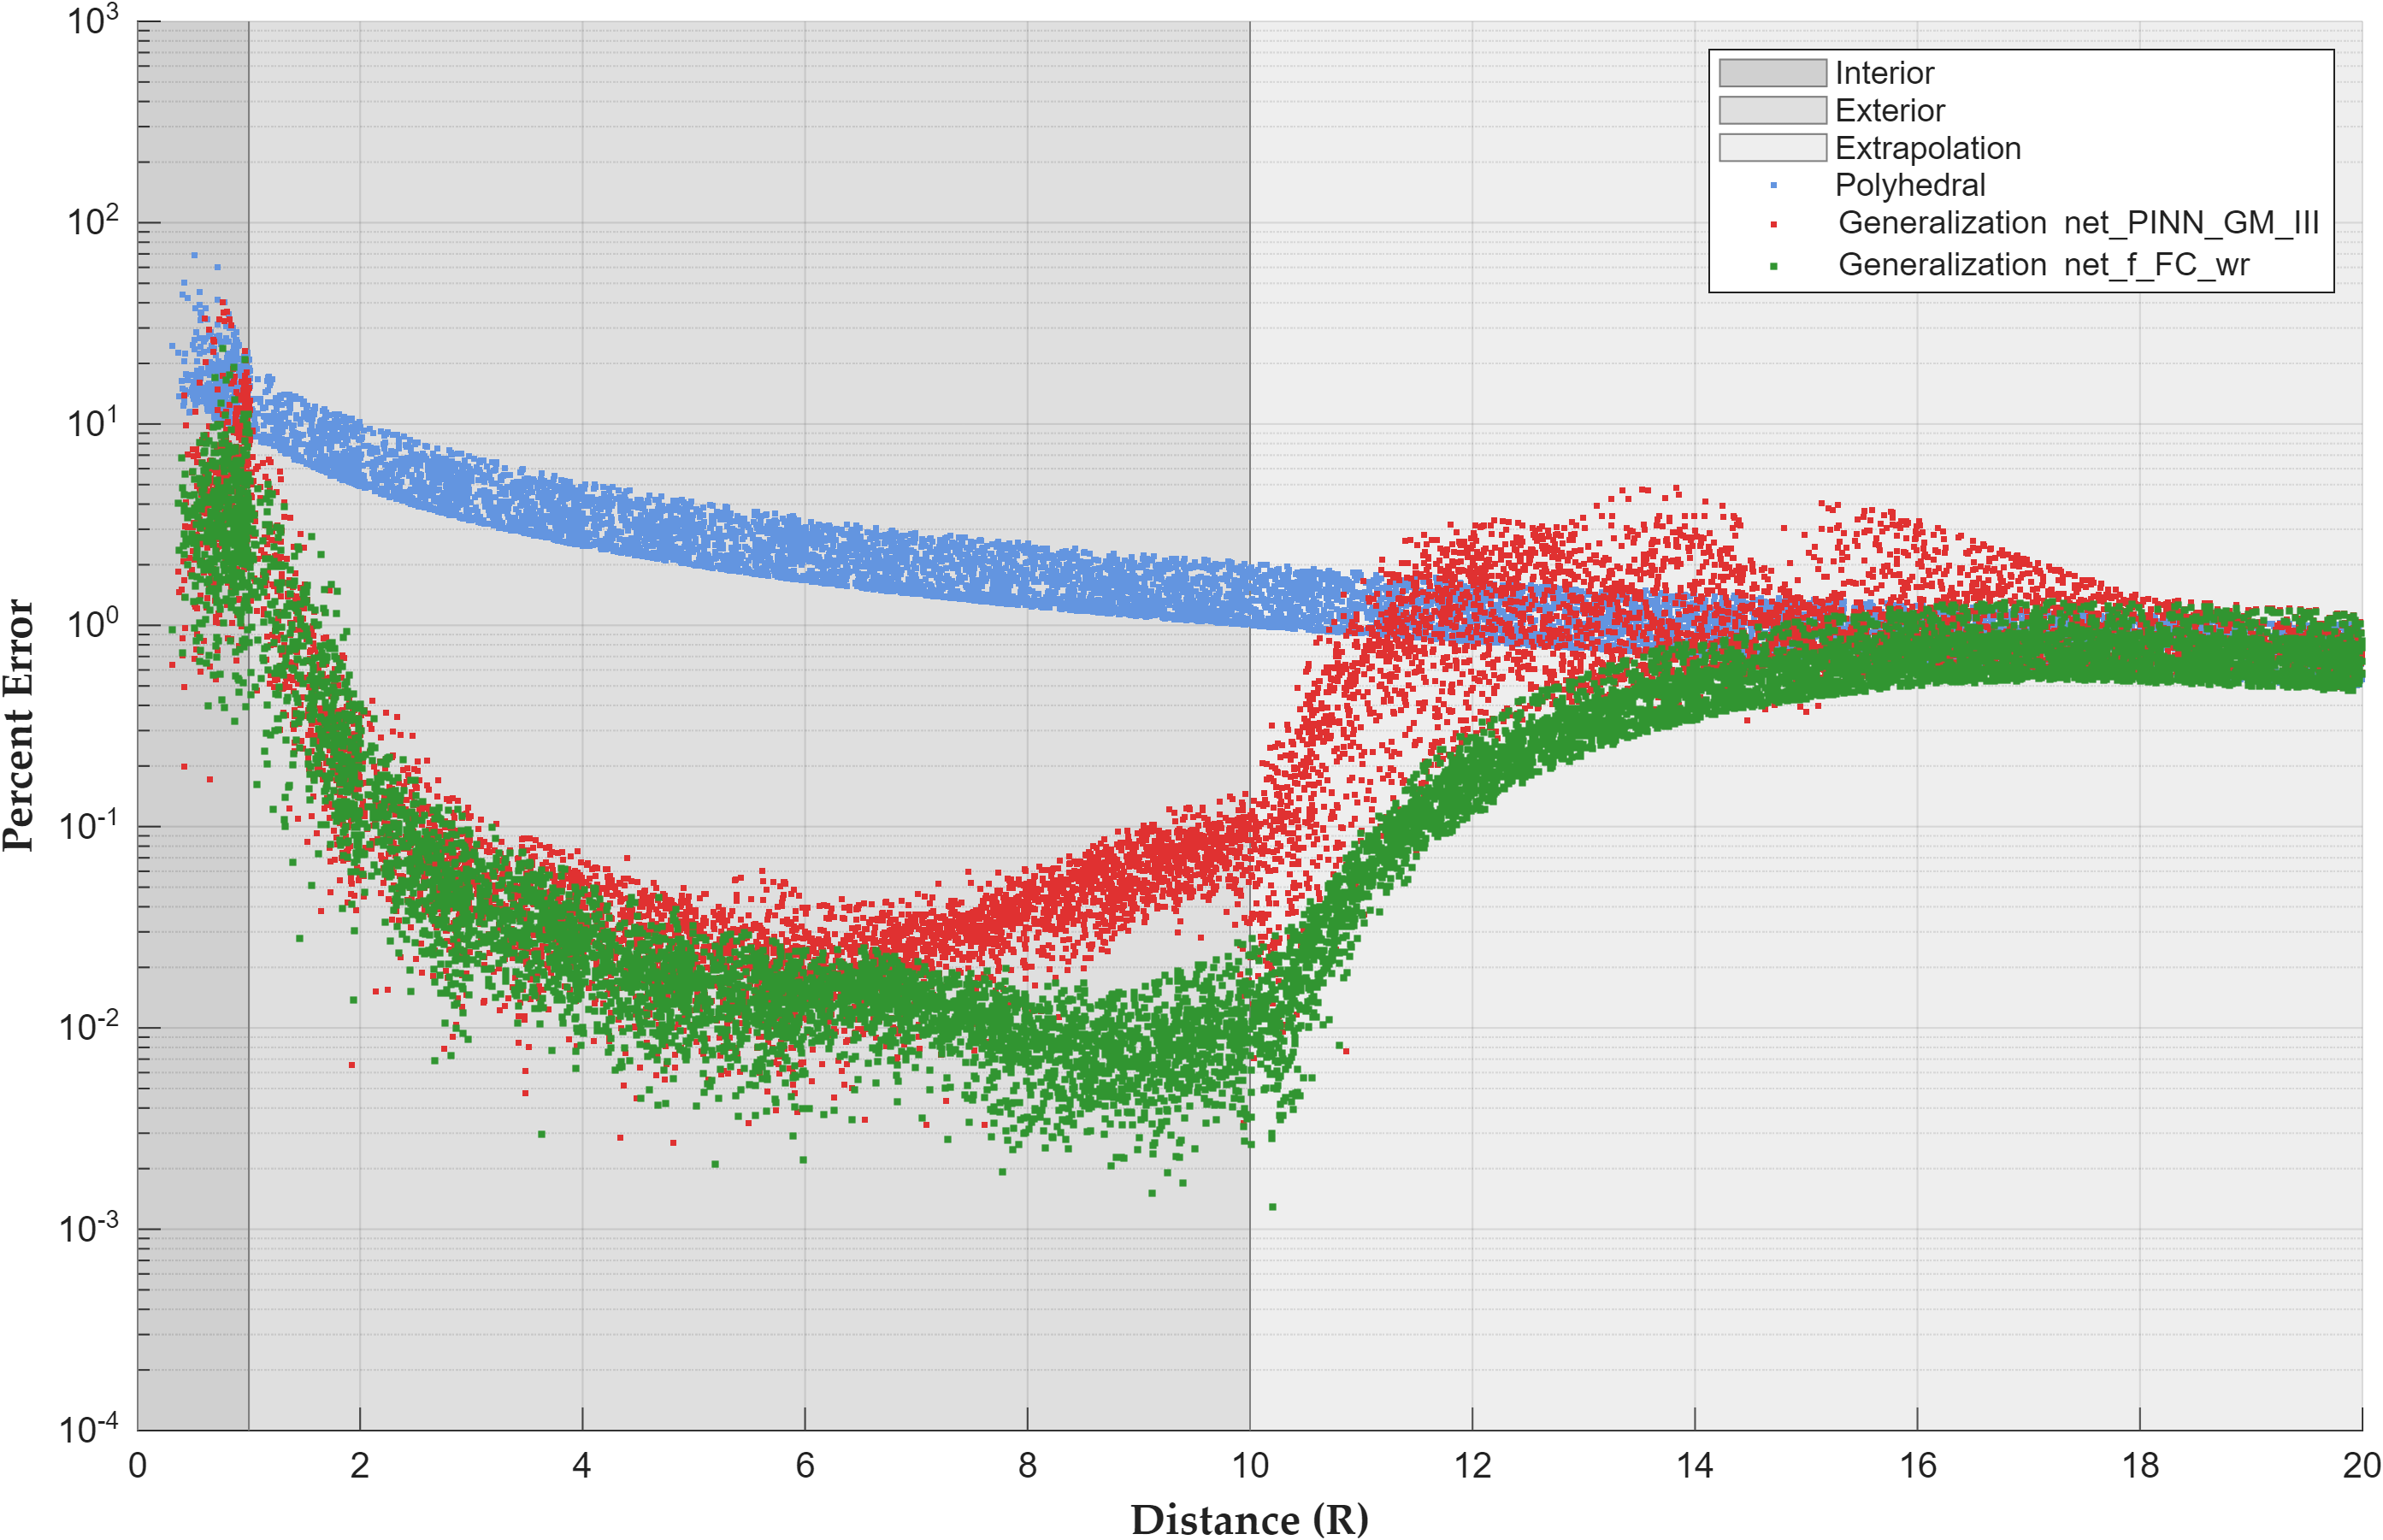 10^3
10^2
10^1
10^0
10^-1
10^-2
10^-3
10^-4
Percent Error
Interior
Exterior
Extrapolation
Polyhedral
Generalization net_PINN_GM_III
Generalization net_f_FC_wr
0 2 4 6 8 10 12 14 16 18 20
Distance (R)